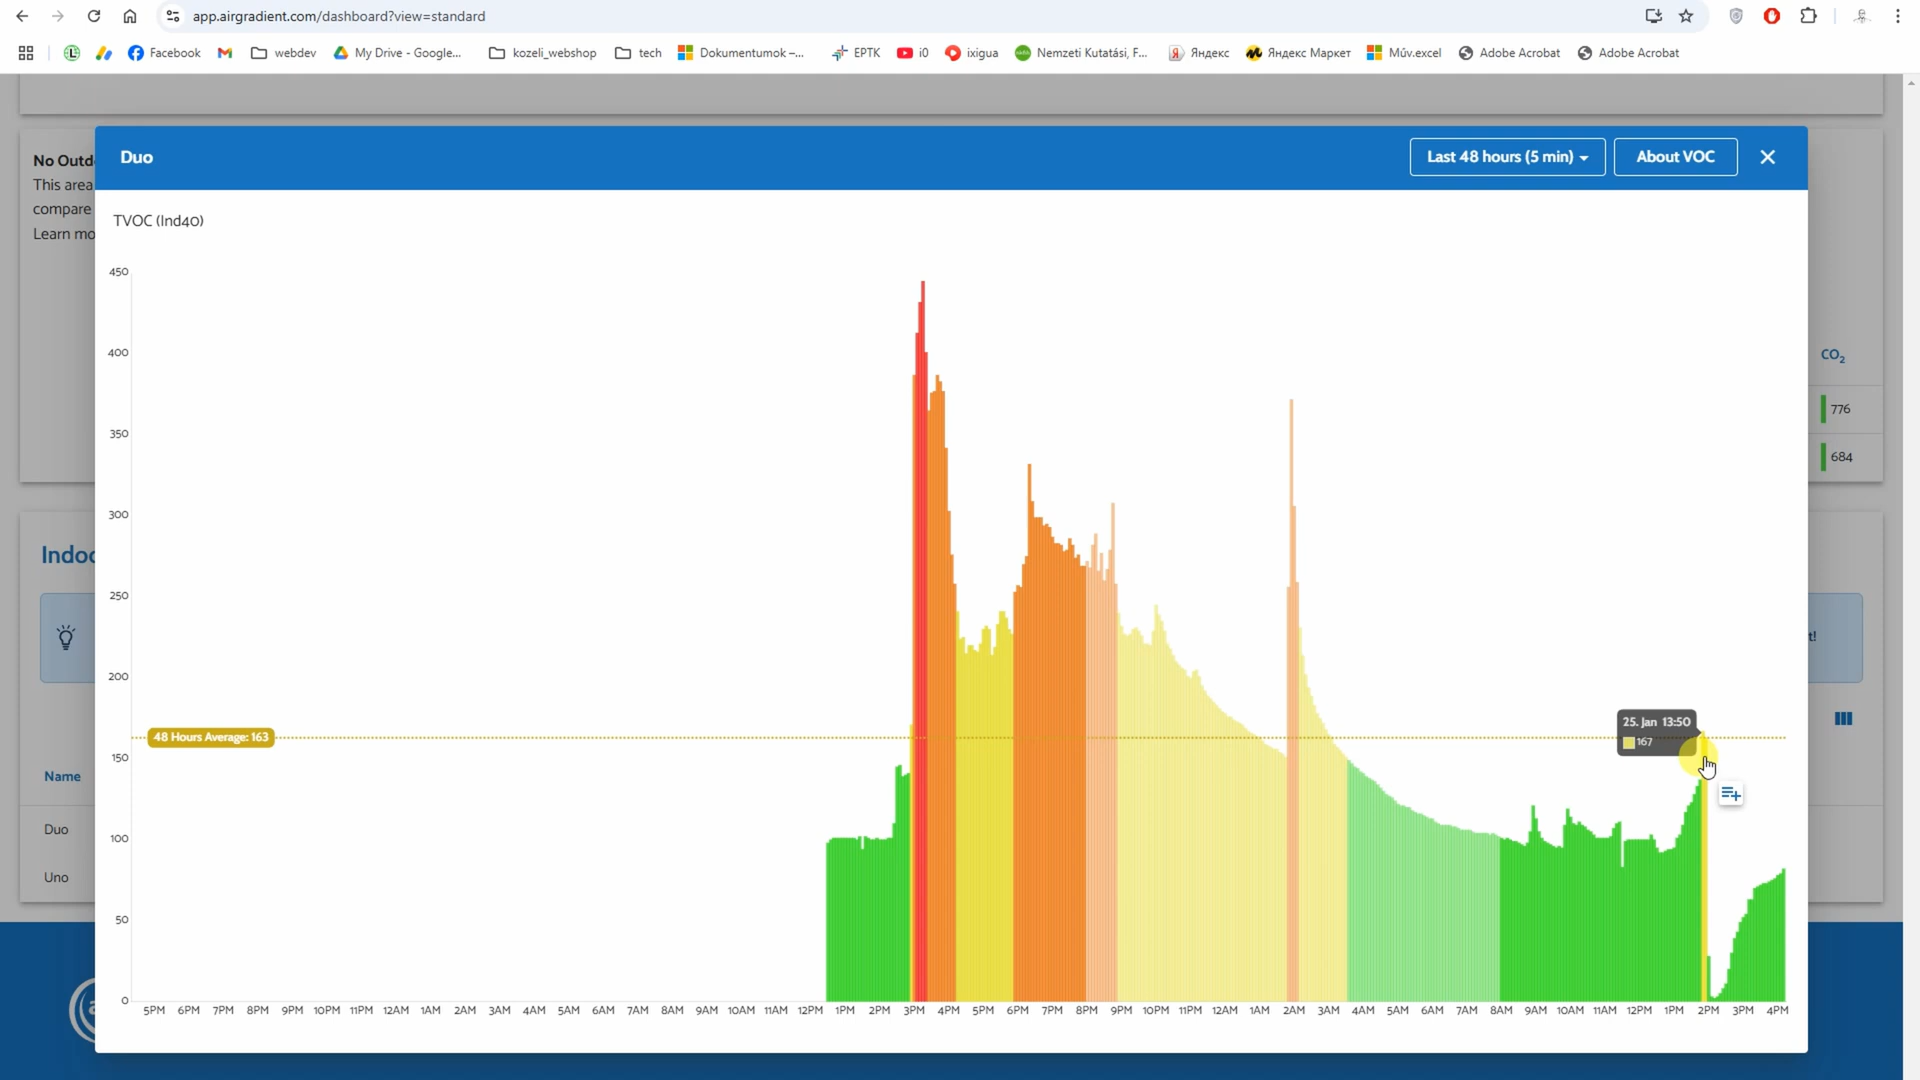 app.airgradient.com/dashboard?view=standard
Facebook
webdev
My Drive - Google...
kozeli_webshop
tech
Dokumentumok –...
EPTK
i0
ixigua
Nemzeti Kutatási, F...
Яндекс
Яндекс Маркет
Műv.excel
Adobe Acrobat
Adobe Acrobat
No Outd
This area
compare
Learn mo
Duo
Last 48 hours (5 min)
About VOC
TVOC (Ind40)
450
400
350
300
250
200
150
100
50
0
48 Hours Average: 163
25. Jan 13:50
167
5PM 6PM 7PM 8PM 9PM 10PM 11PM 12AM 1AM 2AM 3AM 4AM 5AM 6AM 7AM 8AM 9AM 10AM 11AM 12PM 1PM 2PM 3PM 4PM 5PM 6PM 7PM 8PM 9PM 10PM 11PM 12AM 1AM 2AM 3AM 4AM 5AM 6AM 7AM 8AM 9AM 10AM 11AM 12PM 1PM 2PM 3PM 4PM
CO₂
776
684
Indoo
t!
Name
Duo
Uno